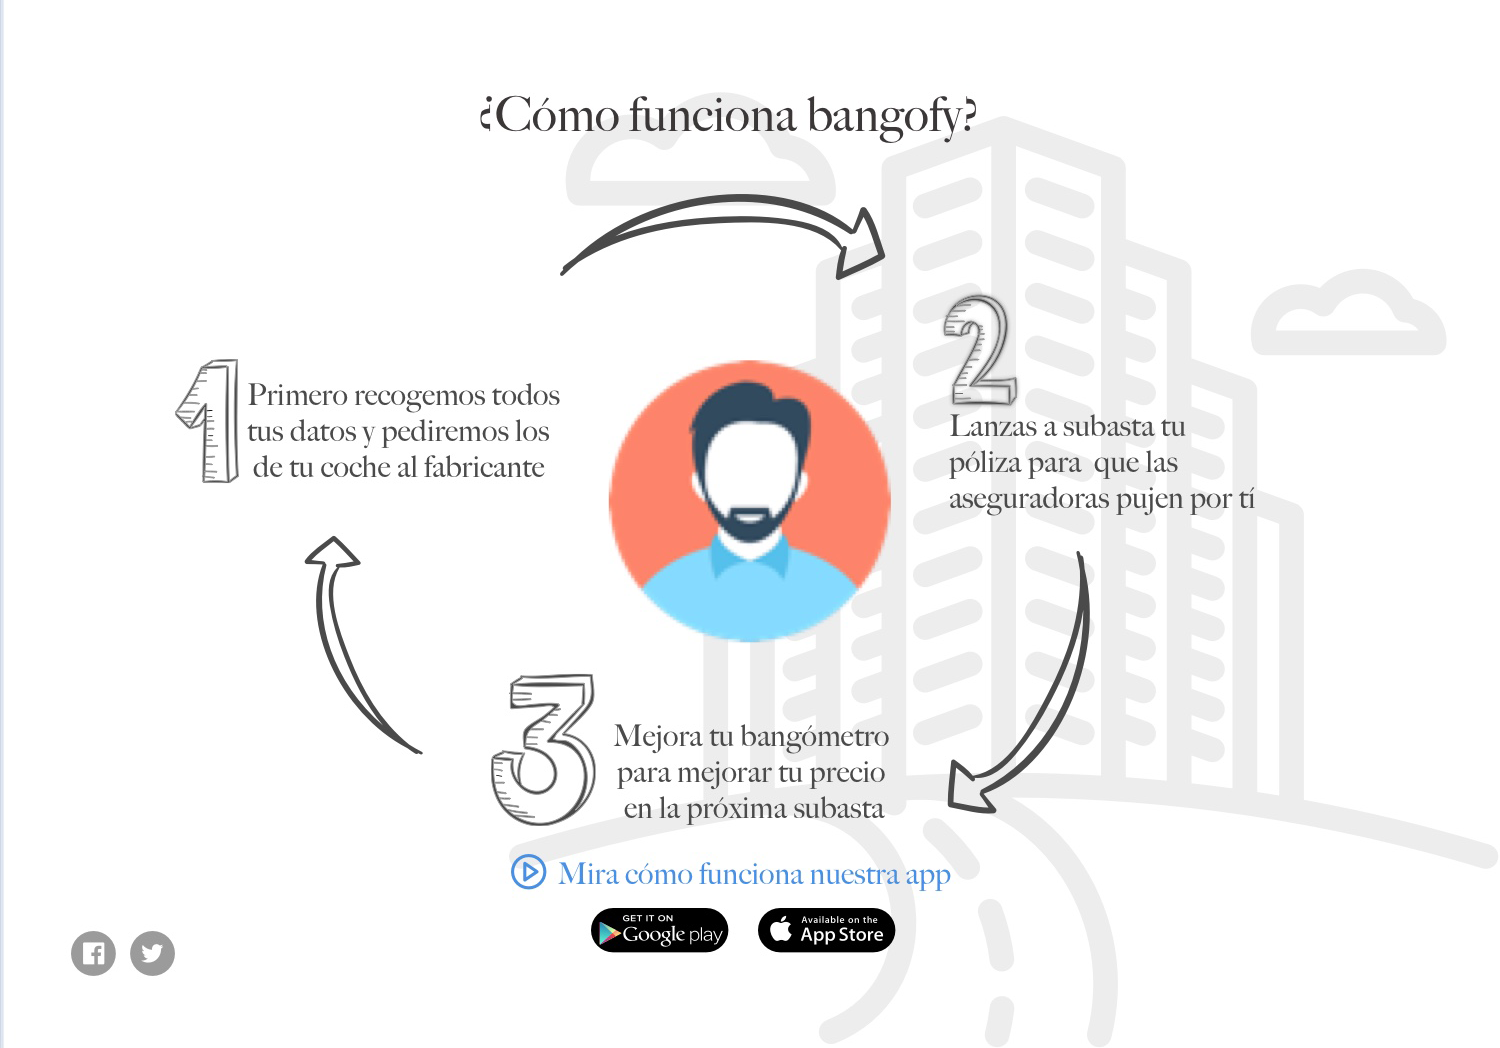 ¿Cómo funciona bangofy?
1
Primero recogemos todos
tus datos y pediremos los
de tu coche al fabricante
2
Lanzas a subasta tu
póliza para que las
aseguradoras pujen por tí
3
Mejora tu bangómetro
para mejorar tu precio
en la próxima subasta
Mira cómo funciona nuestra app
GET IT ON
Google play
Available on the
App Store